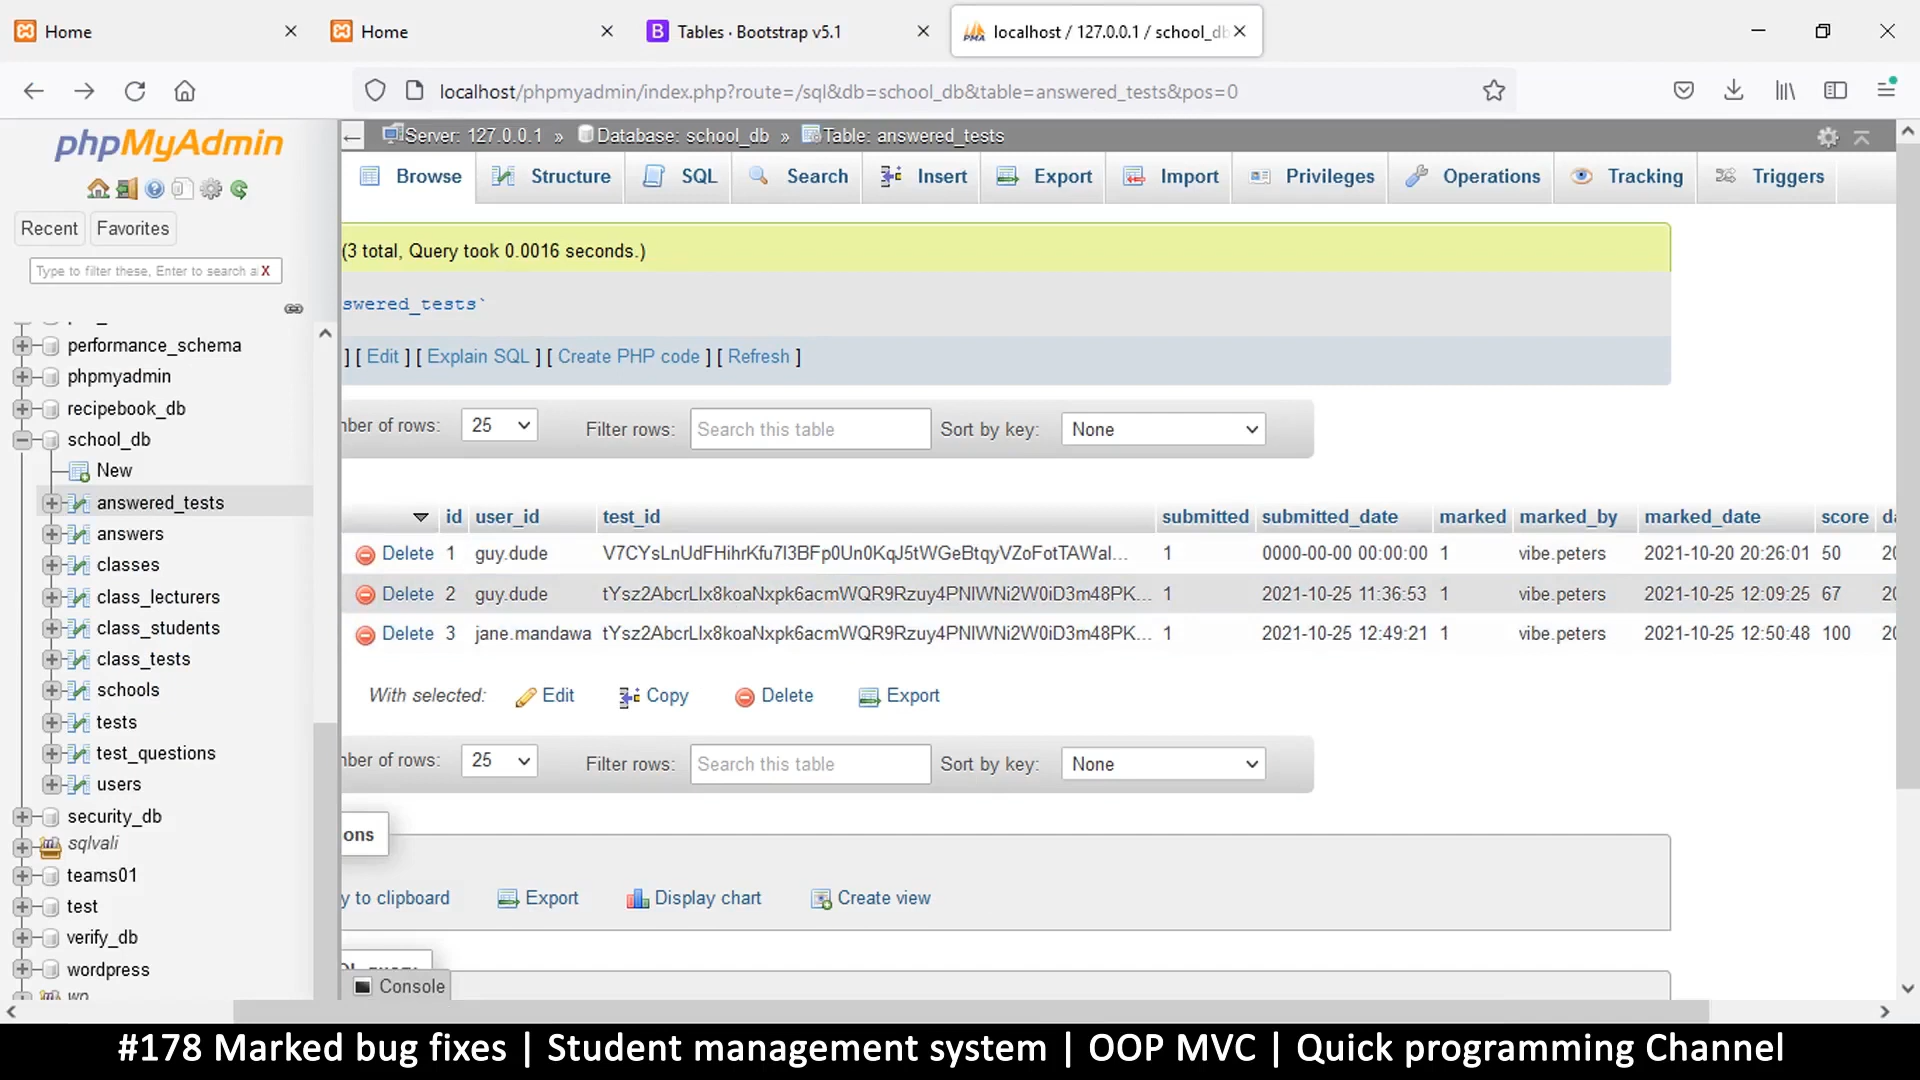 Home
Home
Tables · Bootstrap v5.1
localhost / 127.0.0.1 / school_db
localhost/phpmyadmin/index.php?route=/sql&db=school_db&table=answered_tests&pos=0
phpMyAdmin
Recent
Favorites
Type to filter these, Enter to search a
X
performance_schema
phpmyadmin
recipebook_db
school_db
New
answered_tests
answers
classes
class_lecturers
class_students
class_tests
schools
tests
test_questions
users
security_db
sqlvali
teams01
test
verify_db
wordpress
wp
Server: 127.0.0.1 » Database: school_db » Table: answered_tests
Browse Structure SQL Search Insert Export Import Privileges Operations Tracking Triggers
(3 total, Query took 0.0016 seconds.)
swered_tests`
] [ Edit ] [ Explain SQL ] [ Create PHP code ] [ Refresh ]
nber of rows: 25 Filter rows: Search this table Sort by key: None
id user_id test_id submitted submitted_date marked marked_by marked_date score da
Delete 1 guy.dude V7CYsLnUdFHihrKfu7I3BFp0Un0KqJ5tWGeBtqyVZoFotTAWal... 1 0000-00-00 00:00:00 1 vibe.peters 2021-10-20 20:26:01 50 20
Delete 2 guy.dude tYsz2AbcrLIx8koaNxpk6acmWQR9Rzuy4PNIWNi2W0iD3m48PK... 1 2021-10-25 11:36:53 1 vibe.peters 2021-10-25 12:09:25 67 20
Delete 3 jane.mandawa tYsz2AbcrLIx8koaNxpk6acmWQR9Rzuy4PNIWNi2W0iD3m48PK... 1 2021-10-25 12:49:21 1 vibe.peters 2021-10-25 12:50:48 100 20
With selected: Edit Copy Delete Export
nber of rows: 25 Filter rows: Search this table Sort by key: None
ons
y to clipboard Export Display chart Create view
Console
#178 Marked bug fixes | Student management system | OOP MVC | Quick programming Channel